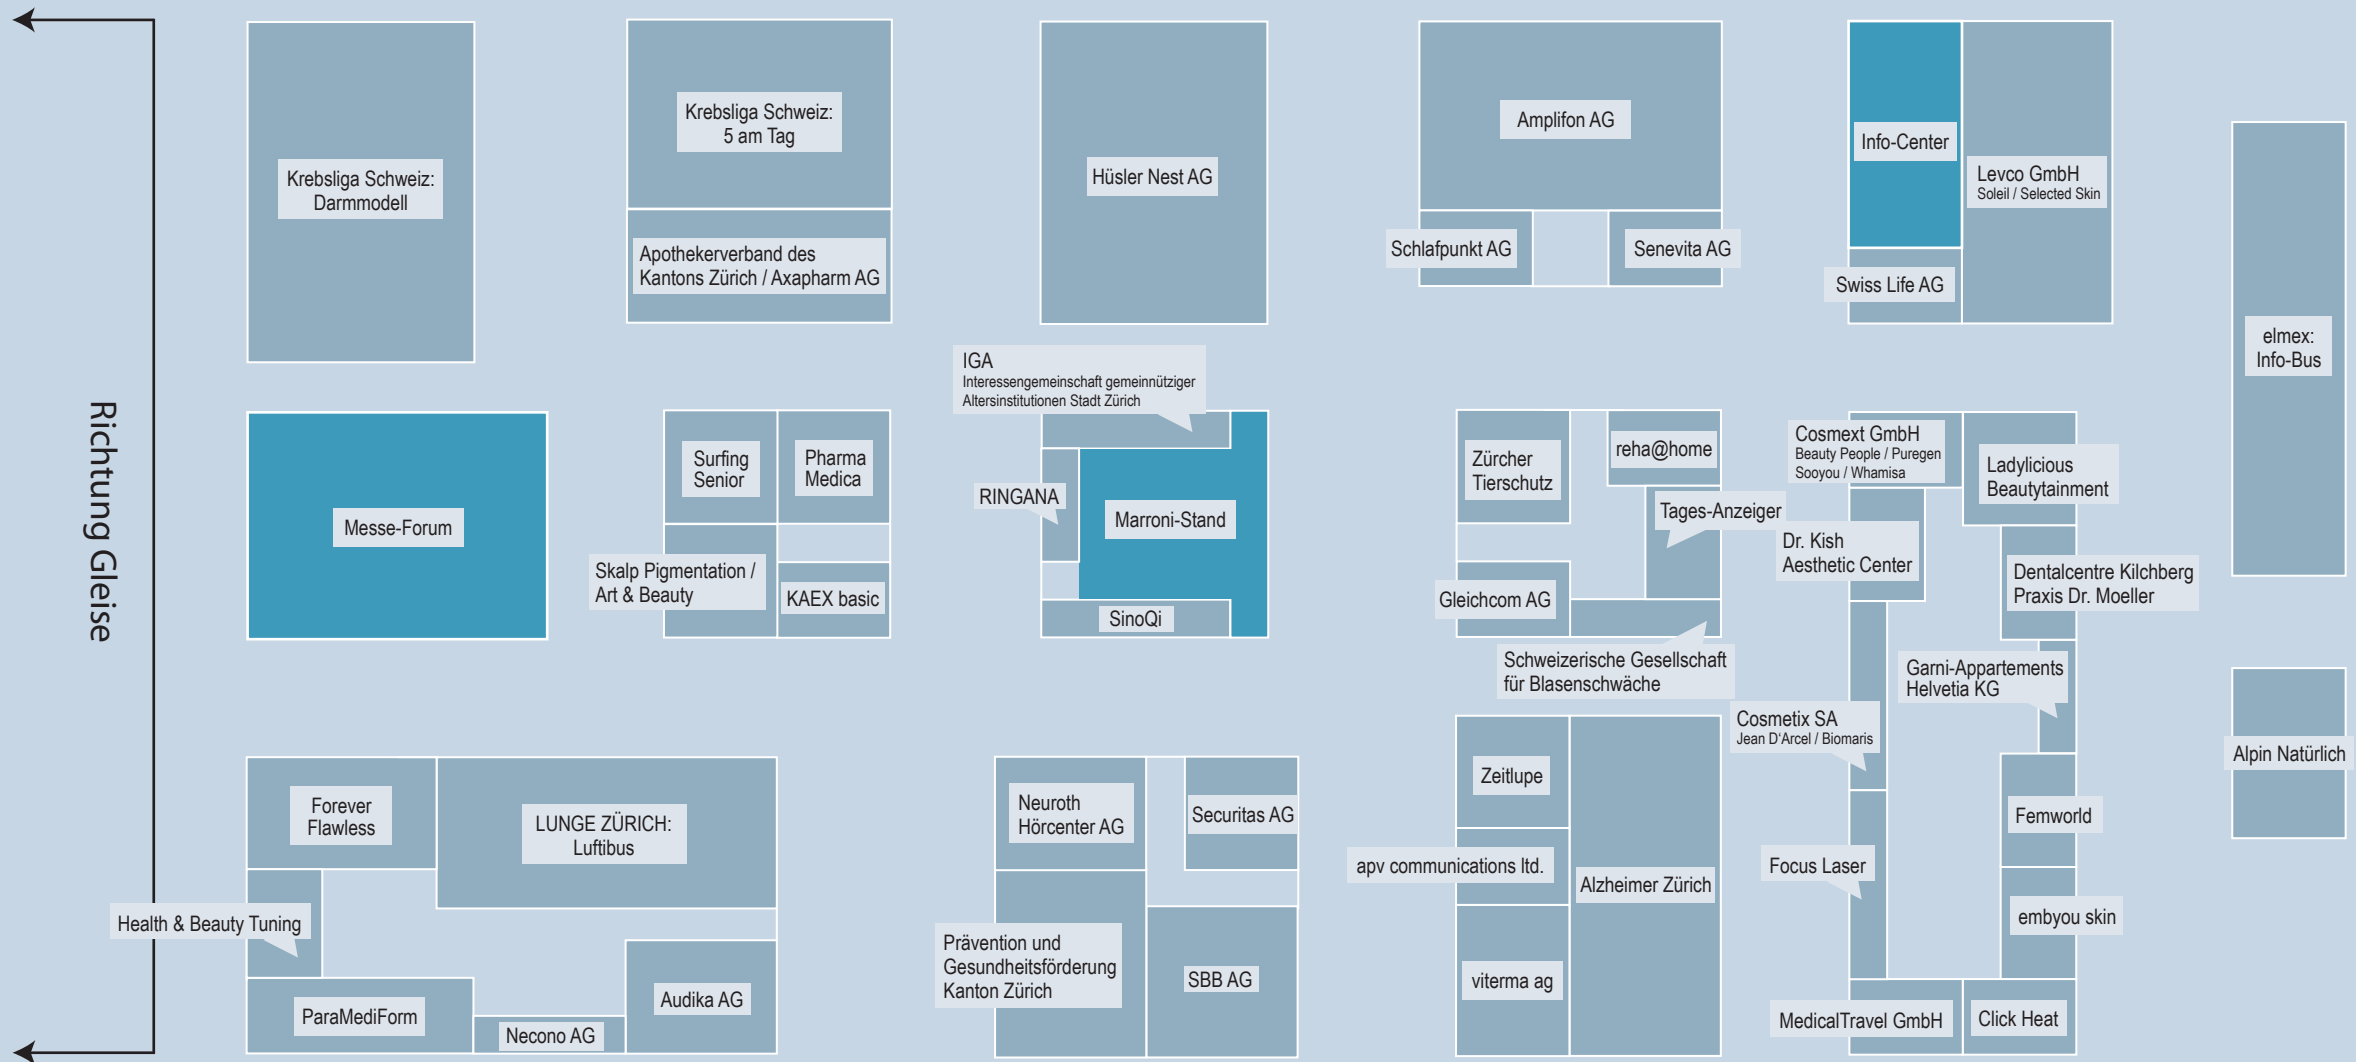 Richtung Gleise
Krebsliga Schweiz:
Darmmodell
Krebsliga Schweiz:
5 am Tag
Apothekerverband des
Kantons Zürich / Axapharm AG
Hüsler Nest AG
Amplifon AG
Schlafpunkt AG
Senevita AG
Info-Center
Levco GmbH
Soleil / Selected Skin
Swiss Life AG
elmex:
Info-Bus
Messe-Forum
Surfing
Senior
Pharma
Medica
Skalp Pigmentation /
Art & Beauty
KAEX basic
IGA
Interessengemeinschaft gemeinnütziger
Altersinstitutionen Stadt Zürich
RINGANA
Marroni-Stand
SinoQi
Zürcher
Tierschutz
reha@home
Tages-Anzeiger
Gleichcom AG
Schweizerische Gesellschaft
für Blasenschwäche
Cosmext GmbH
Beauty People / Puregen
Sooyou / Whamisa
Ladylicious
Beautytainment
Dr. Kish
Aesthetic Center
Dentalcentre Kilchberg
Praxis Dr. Moeller
Garni-Appartements
Helvetia KG
Cosmetix SA
Jean D'Arcel / Biomaris
Femworld
Focus Laser
embyou skin
MedicalTravel GmbH
Click Heat
Alpin Natürlich
Forever
Flawless
LUNGE ZÜRICH:
Luftibus
Health & Beauty Tuning
ParaMediForm
Necono AG
Audika AG
Neuroth
Hörcenter AG
Securitas AG
Prävention und
Gesundheitsförderung
Kanton Zürich
SBB AG
Zeitlupe
apv communications ltd.
viterma ag
Alzheimer Zürich